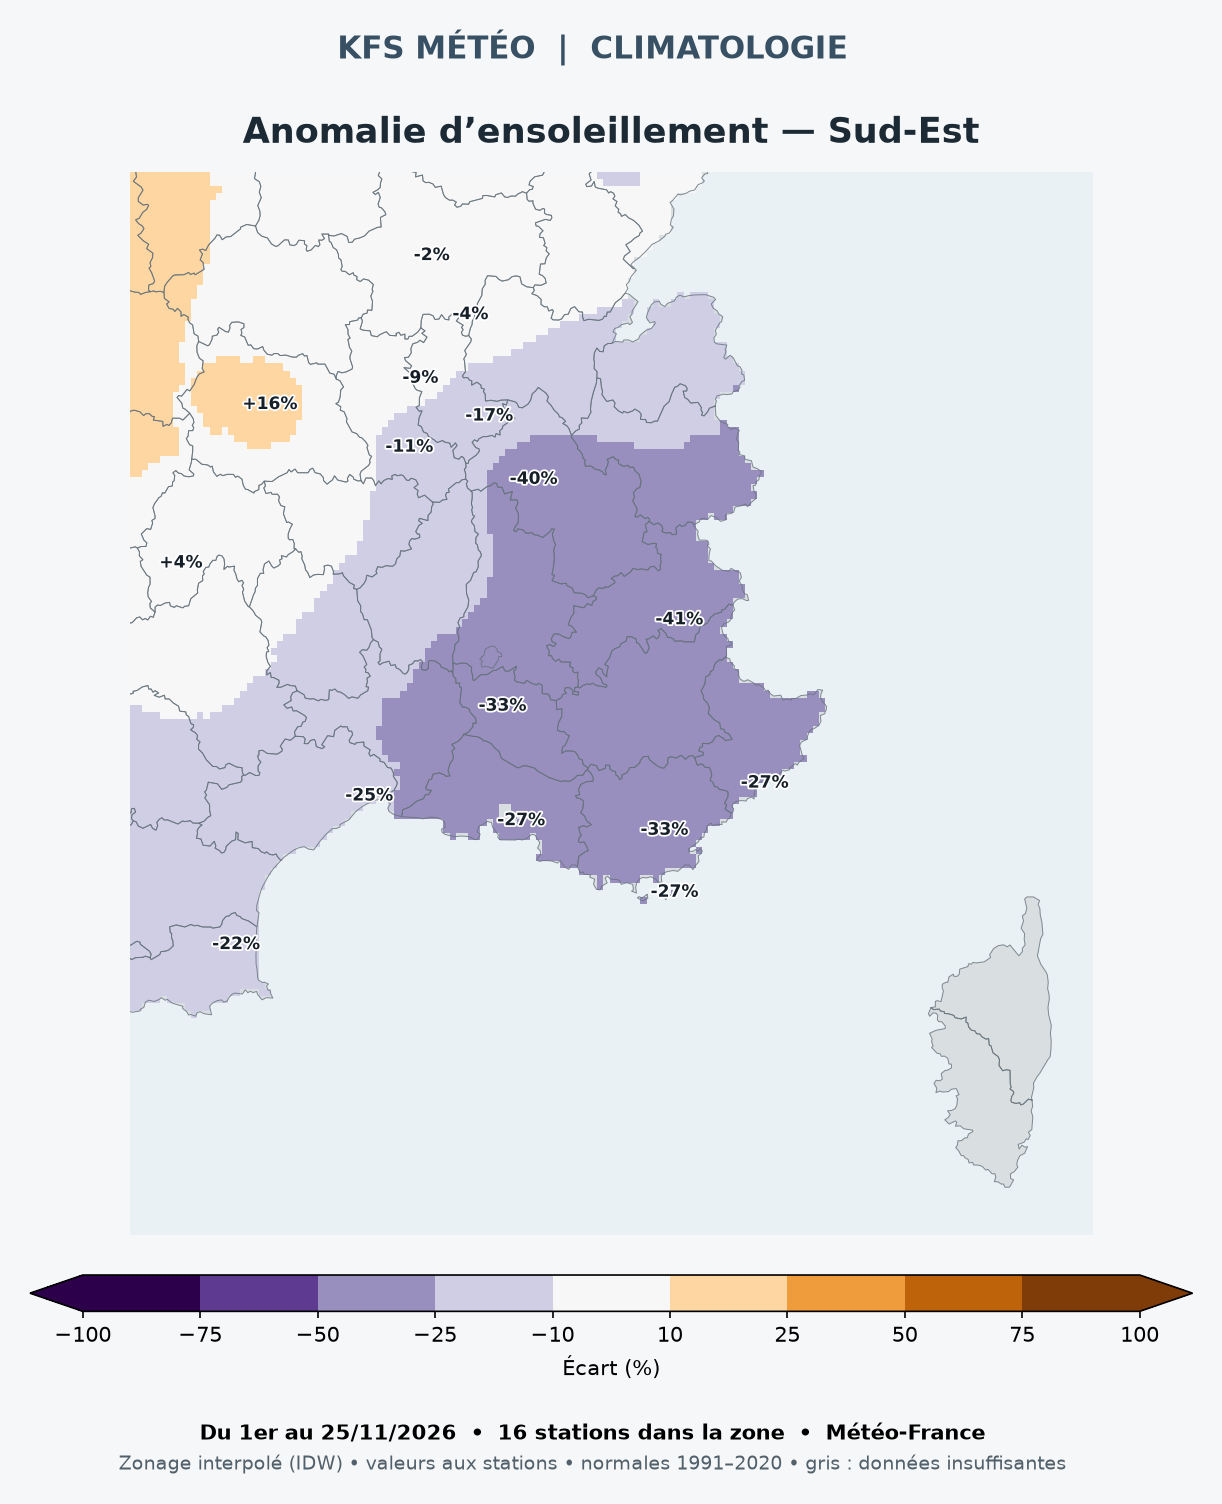 KFS MÉTÉO | CLIMATOLOGIE
Anomalie d’ensoleillement — Sud-Est
-2%
-4%
-9%
+16%
-17%
-11%
-40%
+4%
-41%
-33%
-27%
-25%
-27%
-33%
-27%
-22%
−100 −75 −50 −25 −10 10 25 50 75 100
Écart (%)
Du 1er au 25/11/2026 • 16 stations dans la zone • Météo-France
Zonage interpolé (IDW) • valeurs aux stations • normales 1991–2020 • gris : données insuffisantes